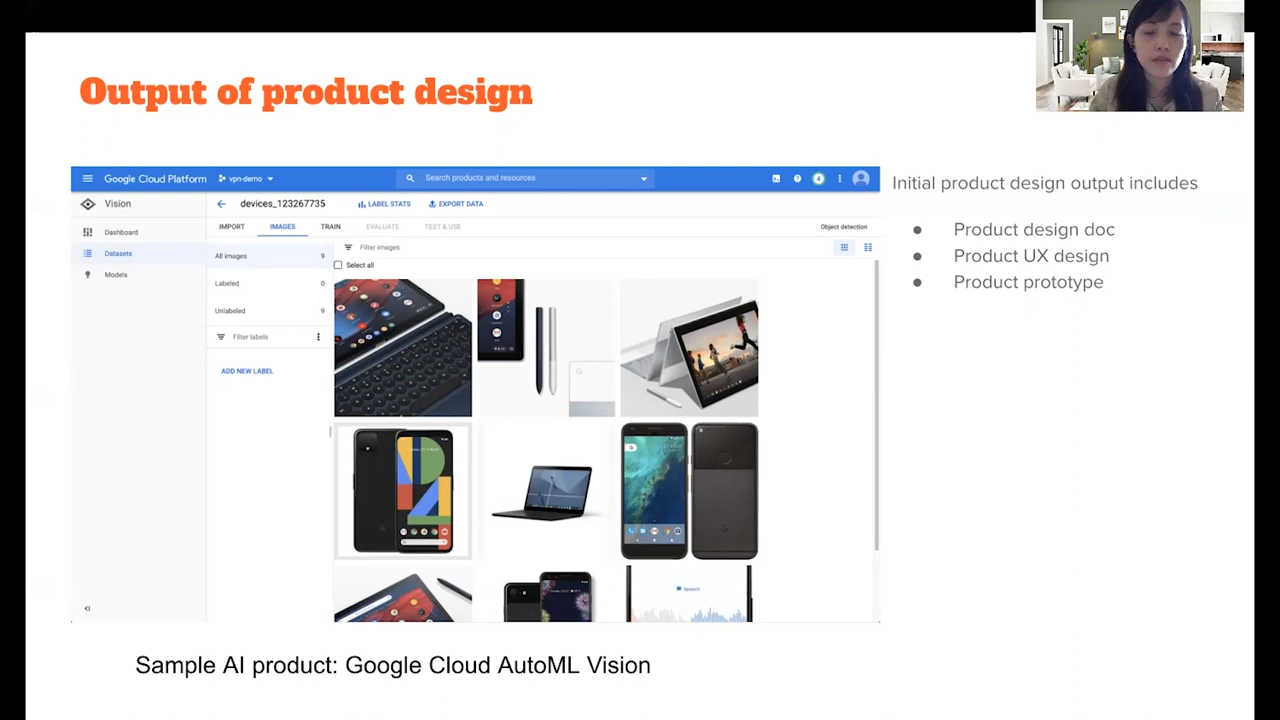 Output of product design
Google Cloud Platform
vpn-demo
Search products and resources
4
Vision
devices_123267735
LABEL STATS
EXPORT DATA
Dashboard
Datasets
Models
IMPORT
IMAGES
TRAIN
EVALUATE
TEST & USE
Object detection
All images 9
Labeled 0
Unlabeled 9
Filter labels
ADD NEW LABEL
Filter images
Select all
Speech
Initial product design output includes
● Product design doc
● Product UX design
● Product prototype
Sample AI product: Google Cloud AutoML Vision